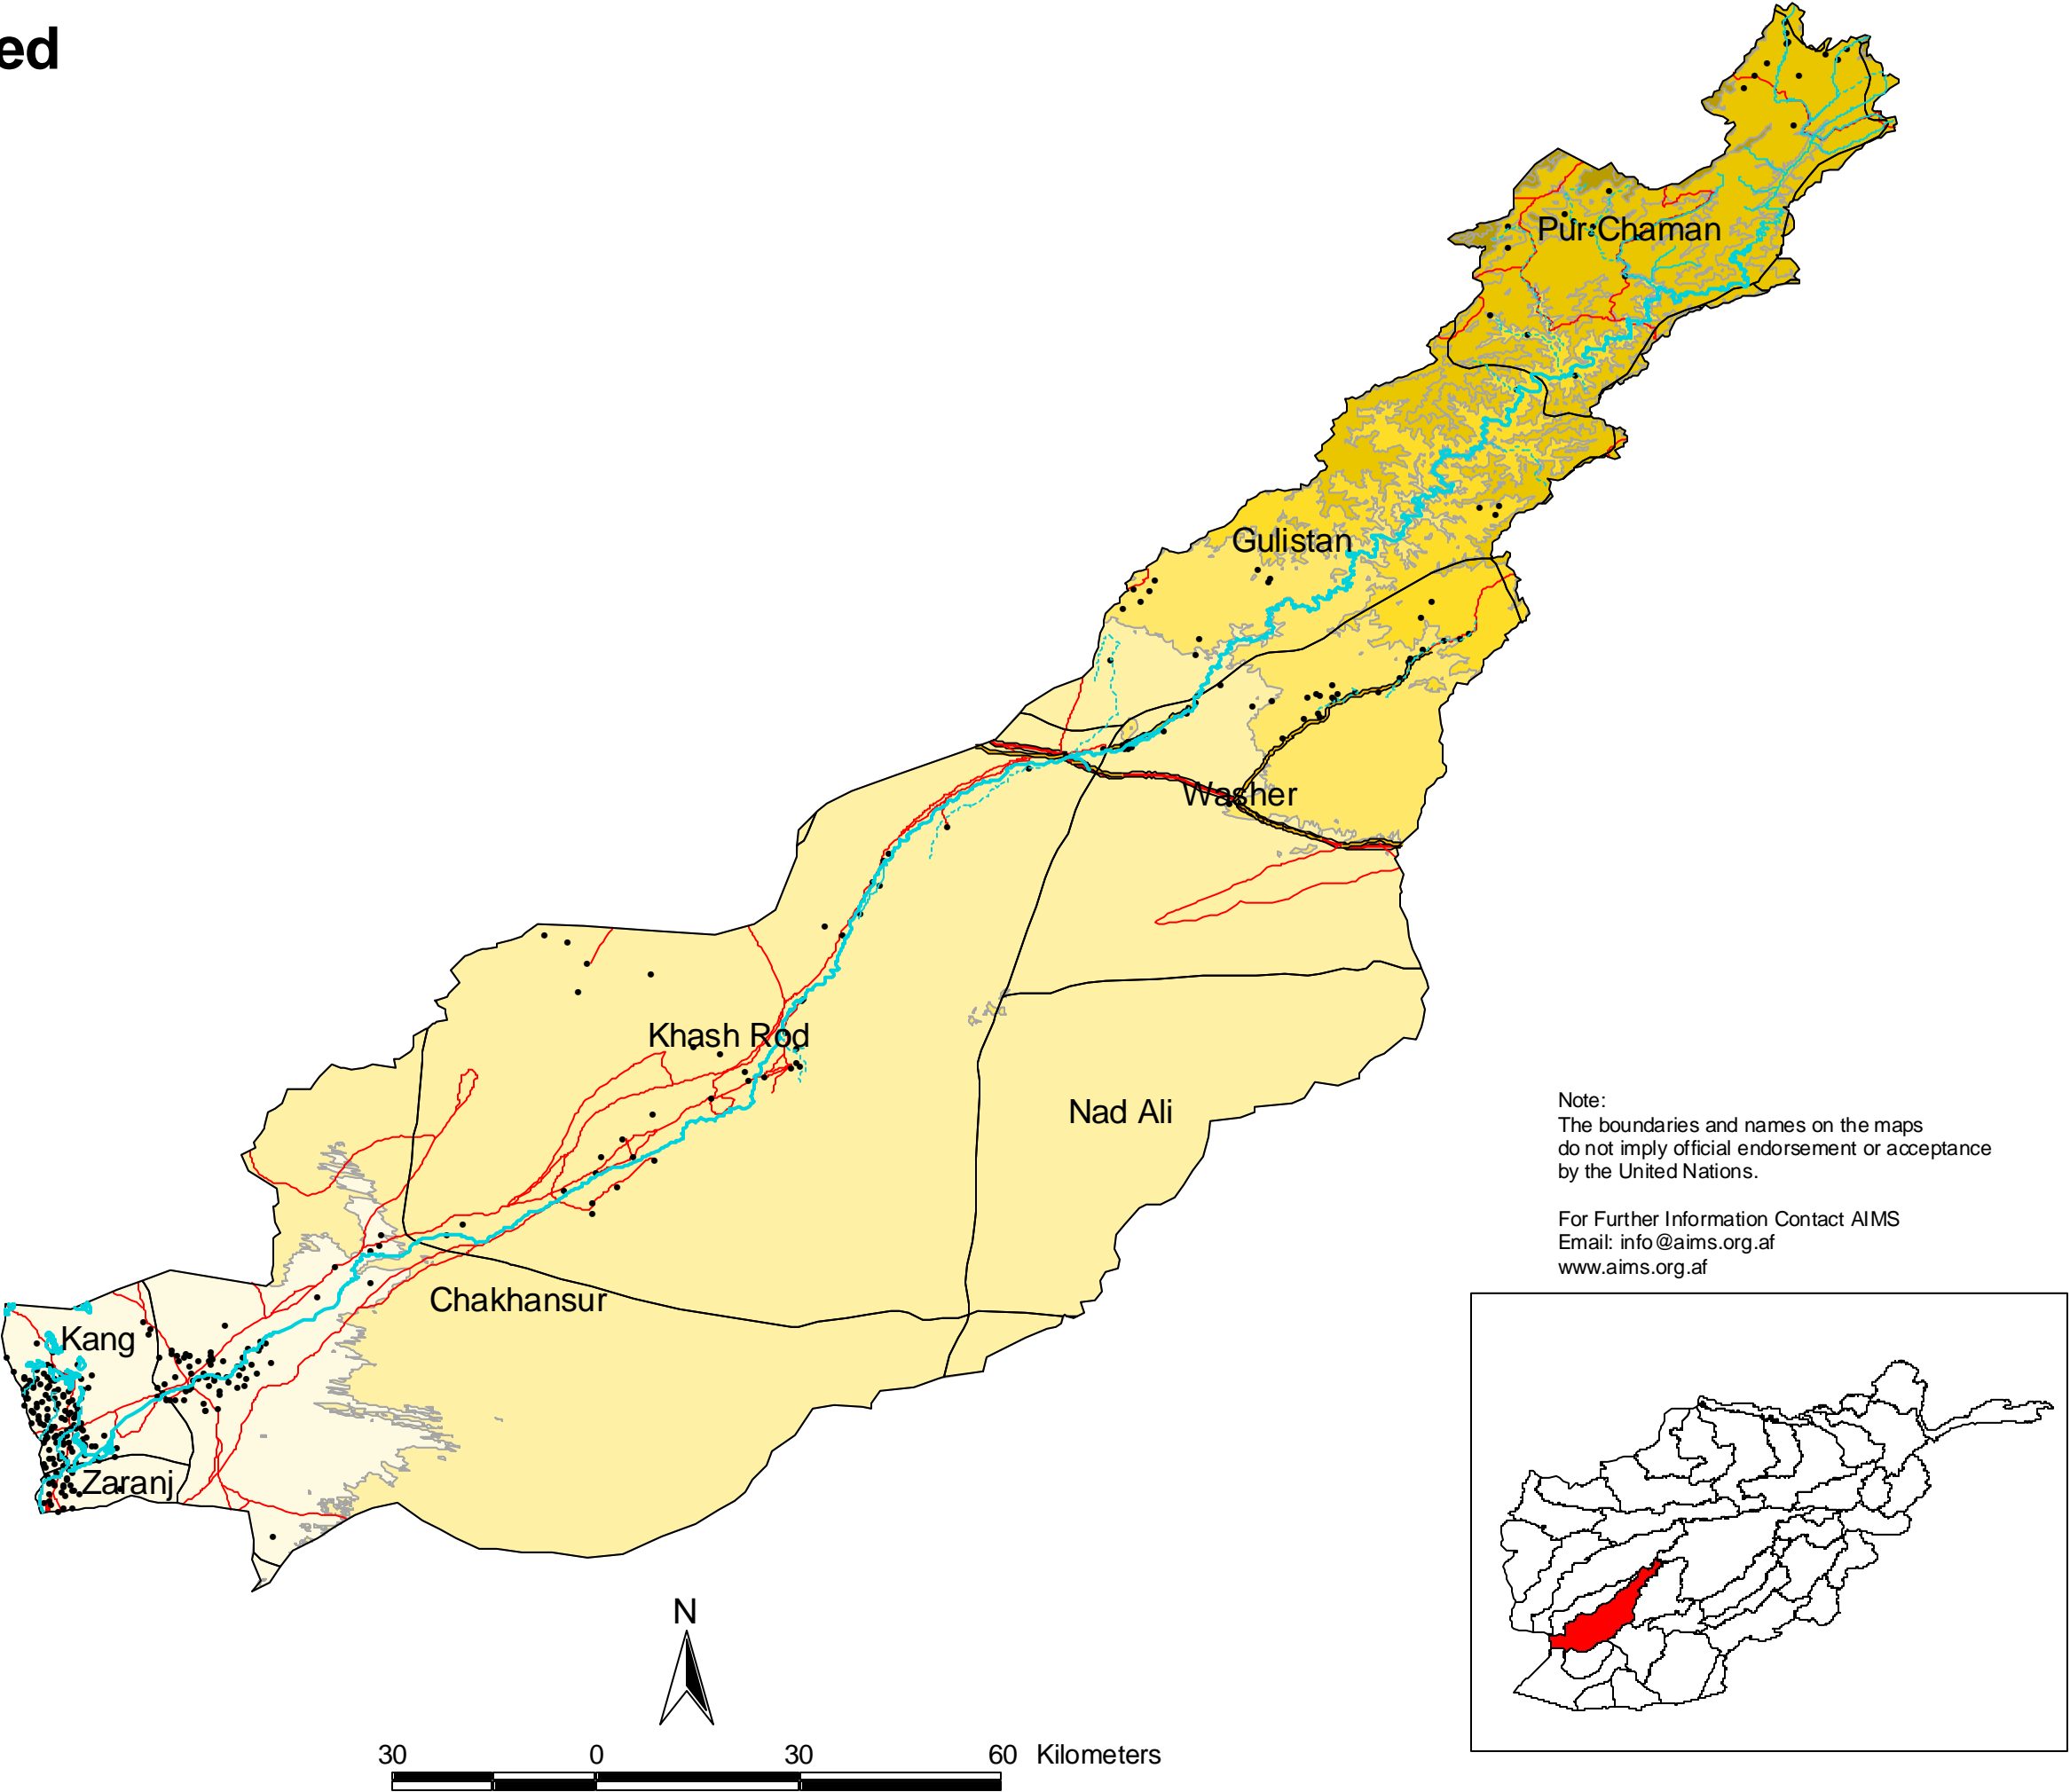 ed
Pur Chaman
Gulistan
Washer
Khash Rod
Nad Ali
Note:
The boundaries and names on the maps
do not imply official endorsement or acceptance
by the United Nations.
For Further Information Contact AIMS
Email: info@aims.org.af
www.aims.org.af
Chakhansur
Kang
Zaranj
N
30 0 30 60 Kilometers